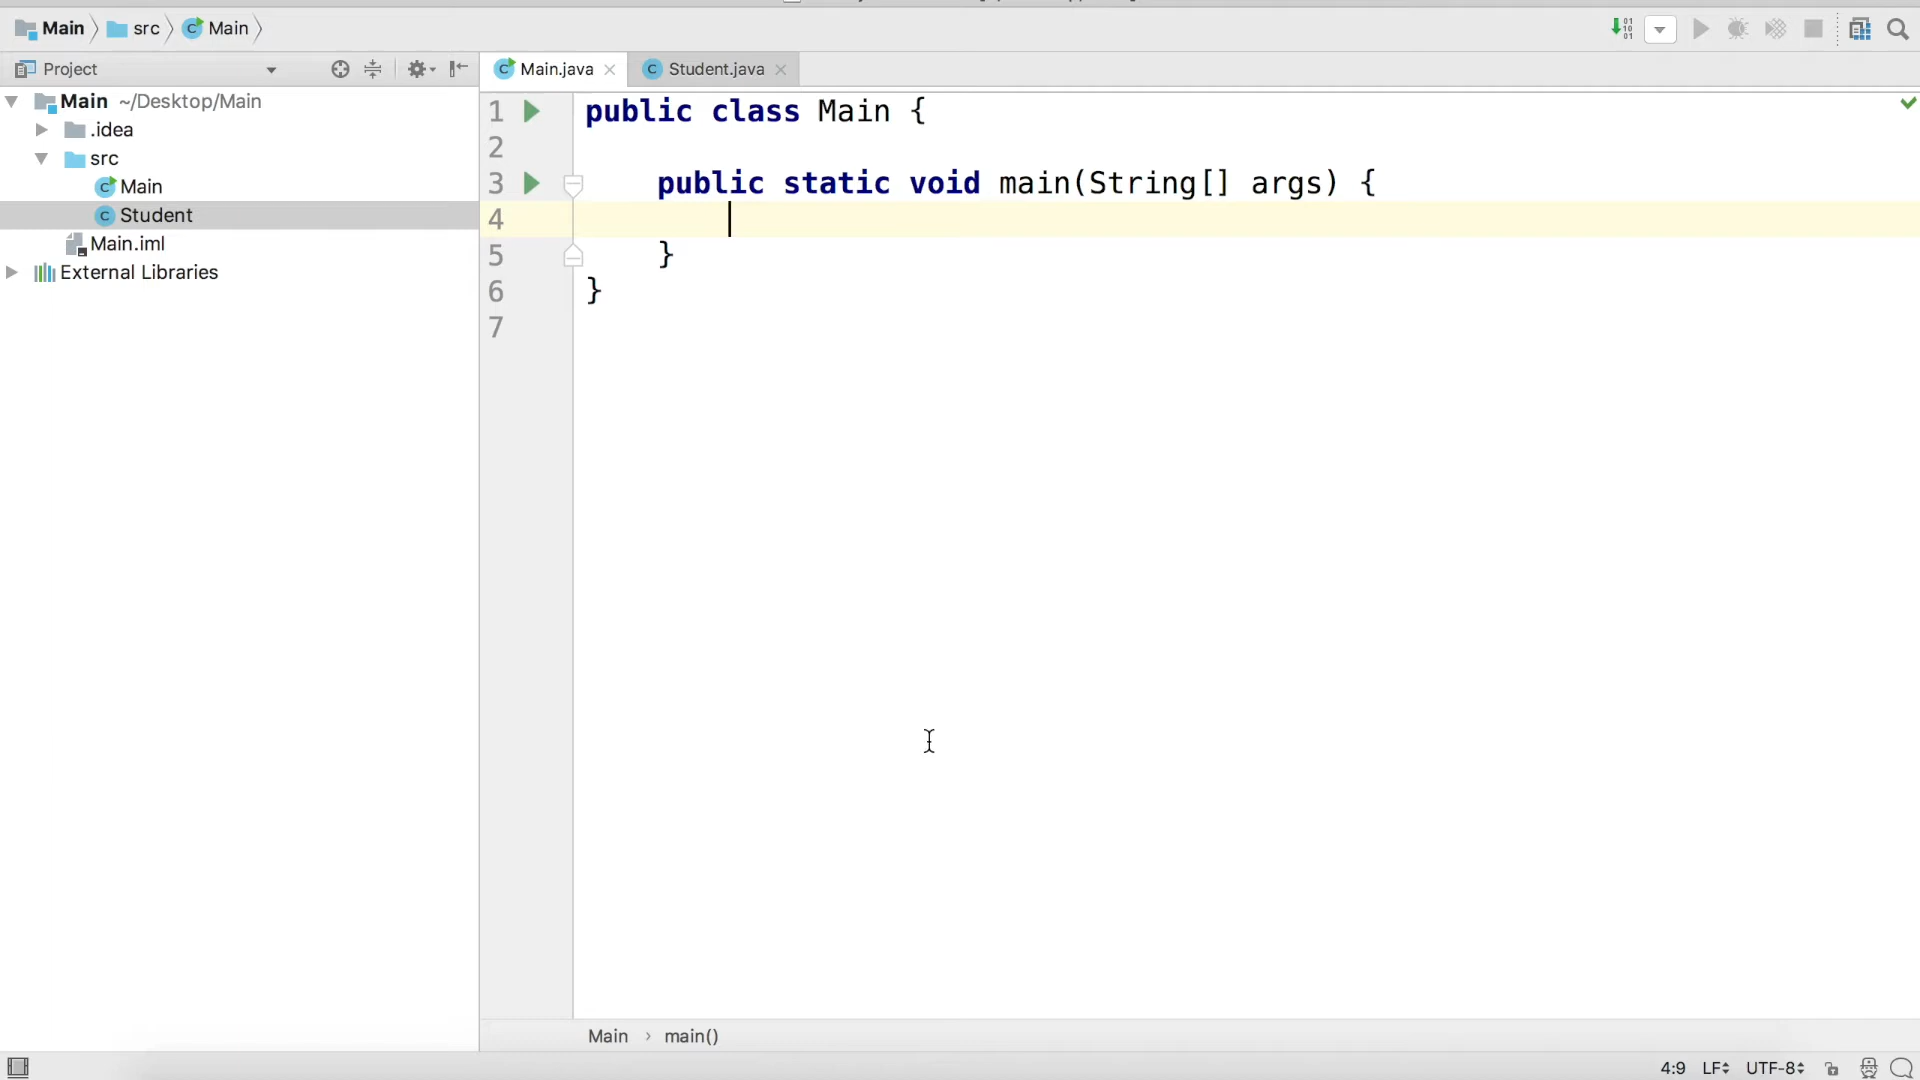 Main src Main
Project
Main.java
Student.java
Main ~/Desktop/Main
.idea
src
Main
Student
Main.iml
External Libraries
1 public class Main {
2
3 public static void main(String[] args) {
4
5 }
6 }
7
Main › main()
4:9 LF UTF-8